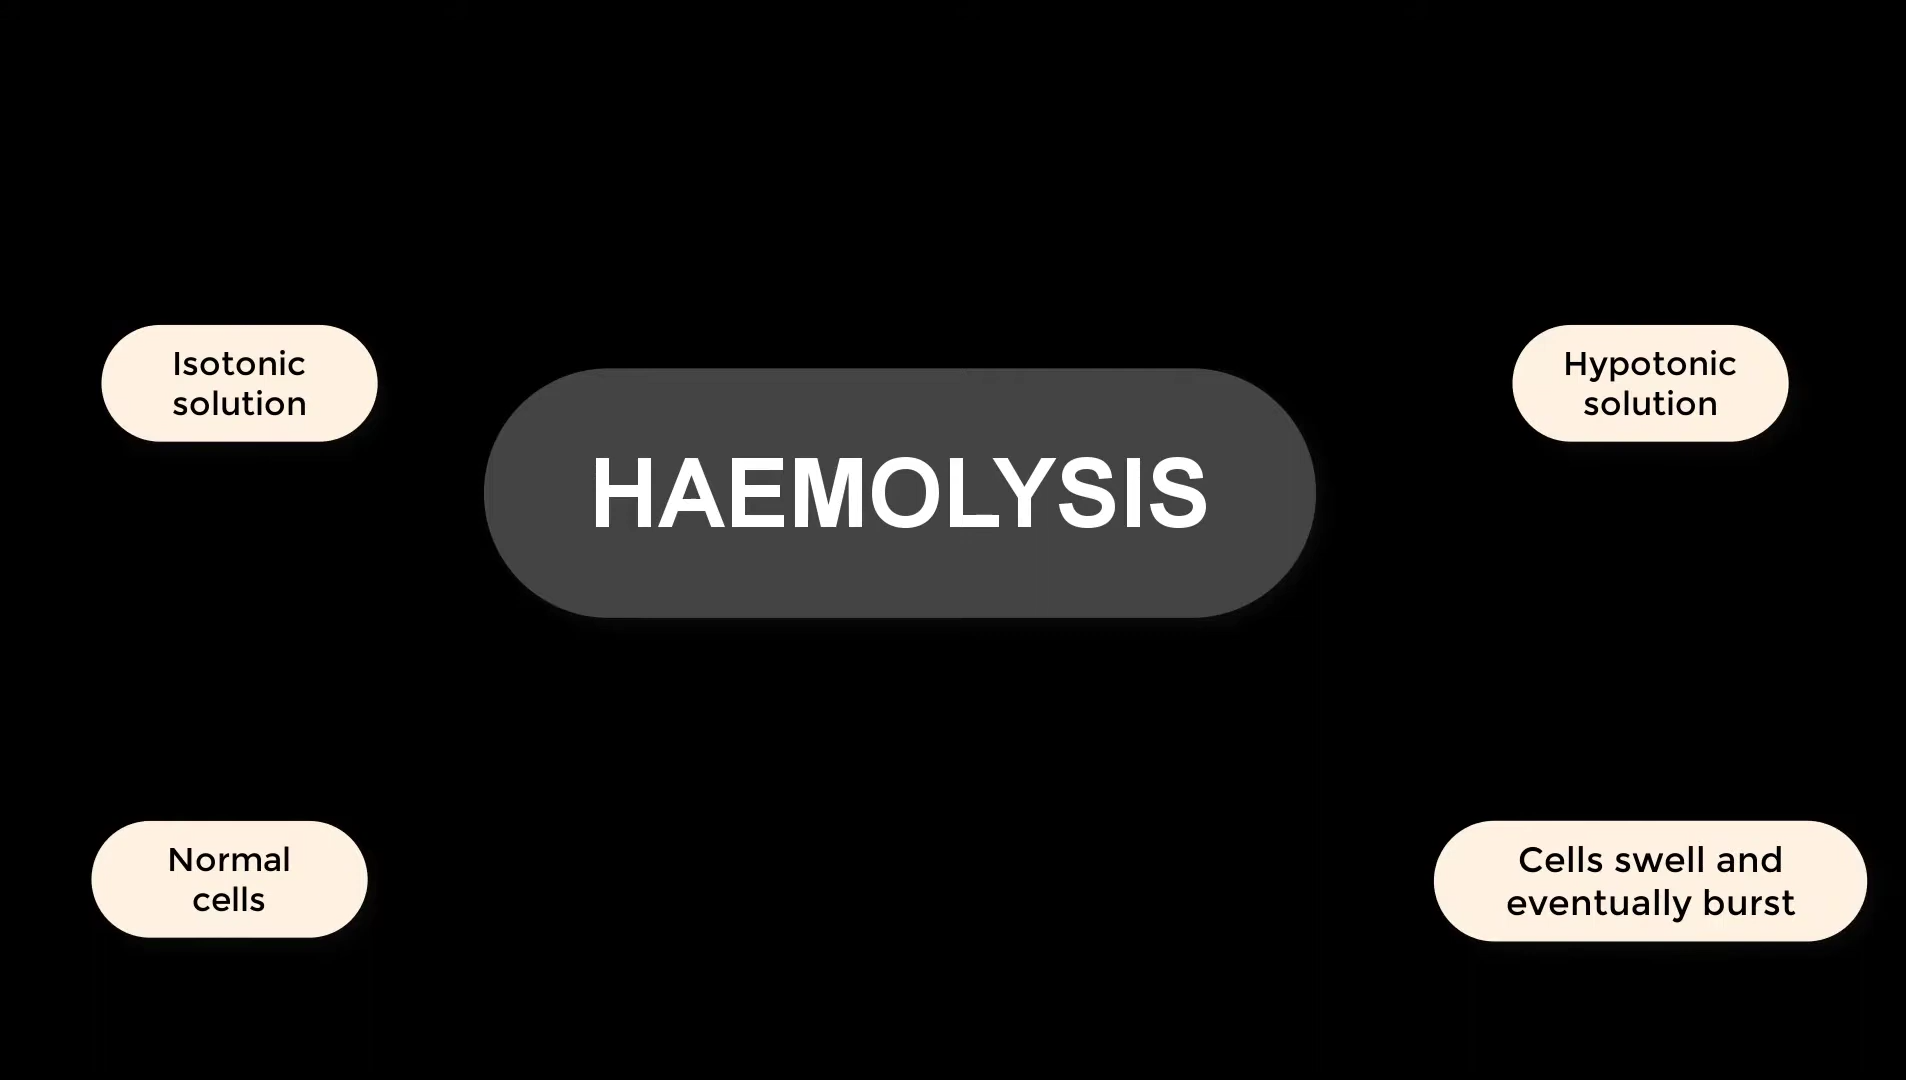 Isotonic
solution
Hypotonic
solution
HAEMOLYSIS
Normal
cells
Cells swell and
eventually burst